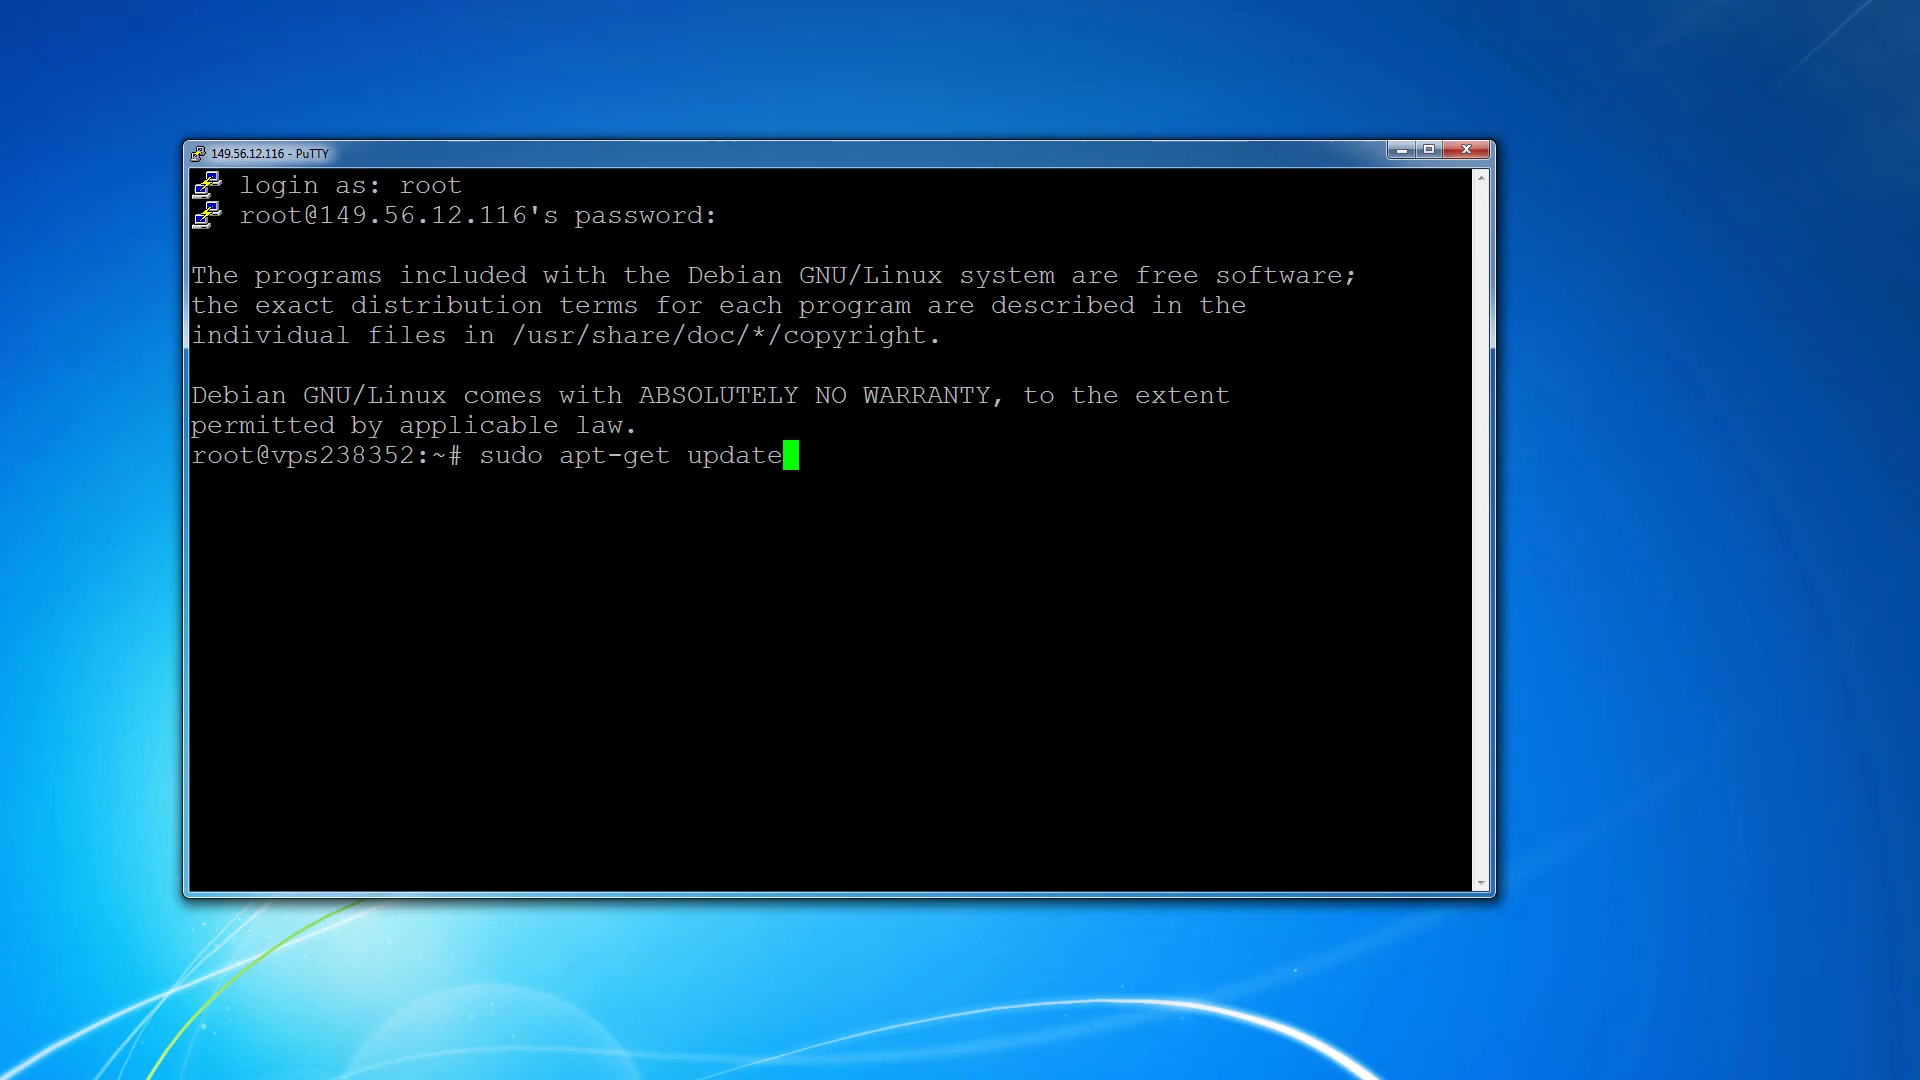 149.56.12.116 - PuTTY
login as: root
root@149.56.12.116's password:
The programs included with the Debian GNU/Linux system are free software;
the exact distribution terms for each program are described in the
individual files in /usr/share/doc/*/copyright.
Debian GNU/Linux comes with ABSOLUTELY NO WARRANTY, to the extent
permitted by applicable law.
root@vps238352:~# sudo apt-get update